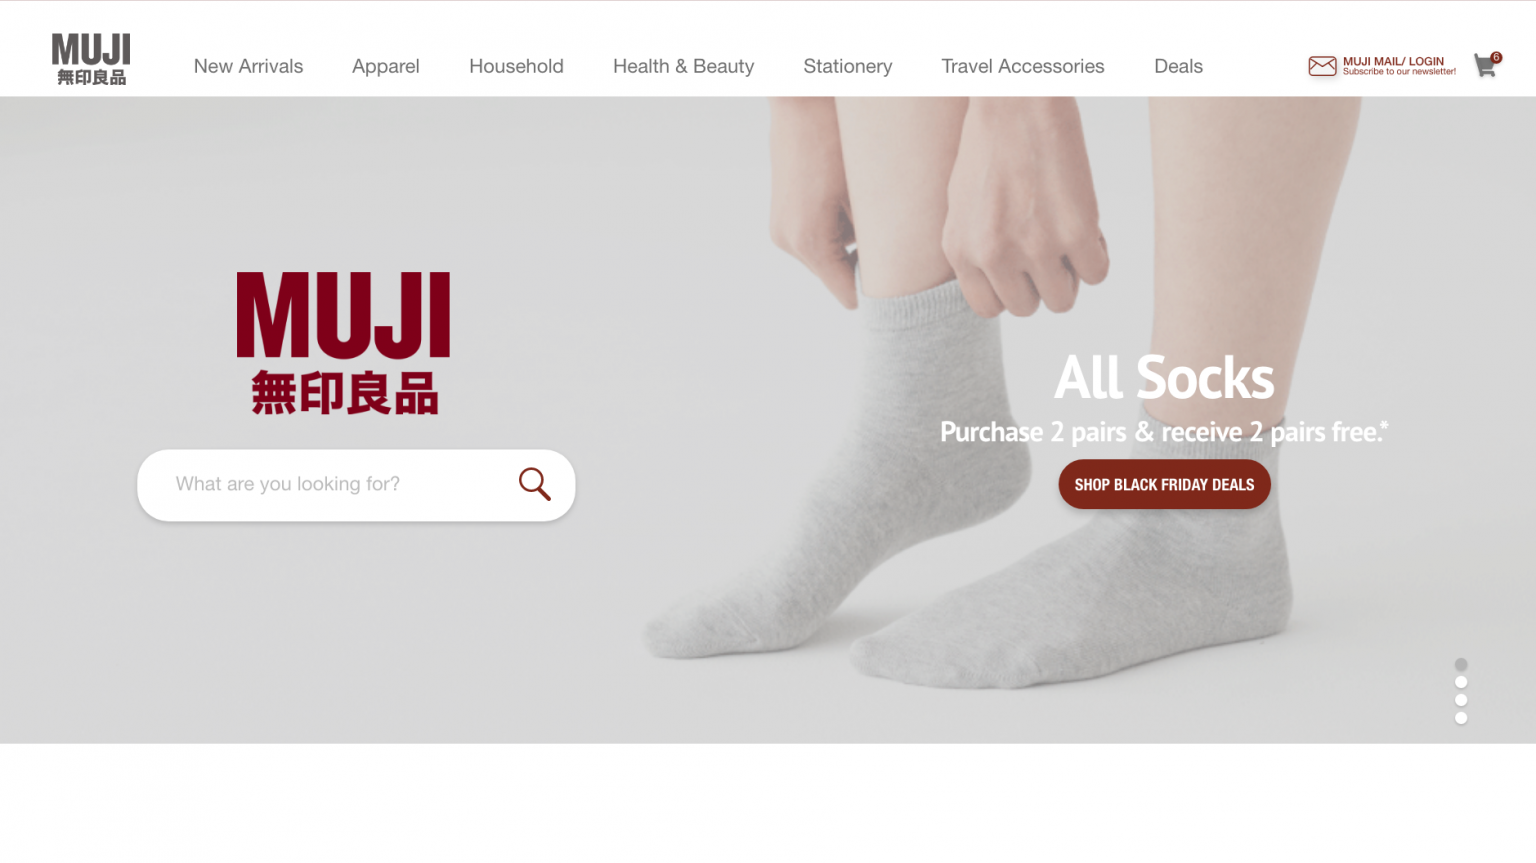 MUJI
無印良品
New Arrivals
Apparel
Household
Health & Beauty
Stationery
Travel Accessories
Deals
MUJI MAIL/ LOGIN
Subscribe to our newsletter!
6
MUJI
無印良品
What are you looking for?
All Socks
Purchase 2 pairs & receive 2 pairs free.*
SHOP BLACK FRIDAY DEALS